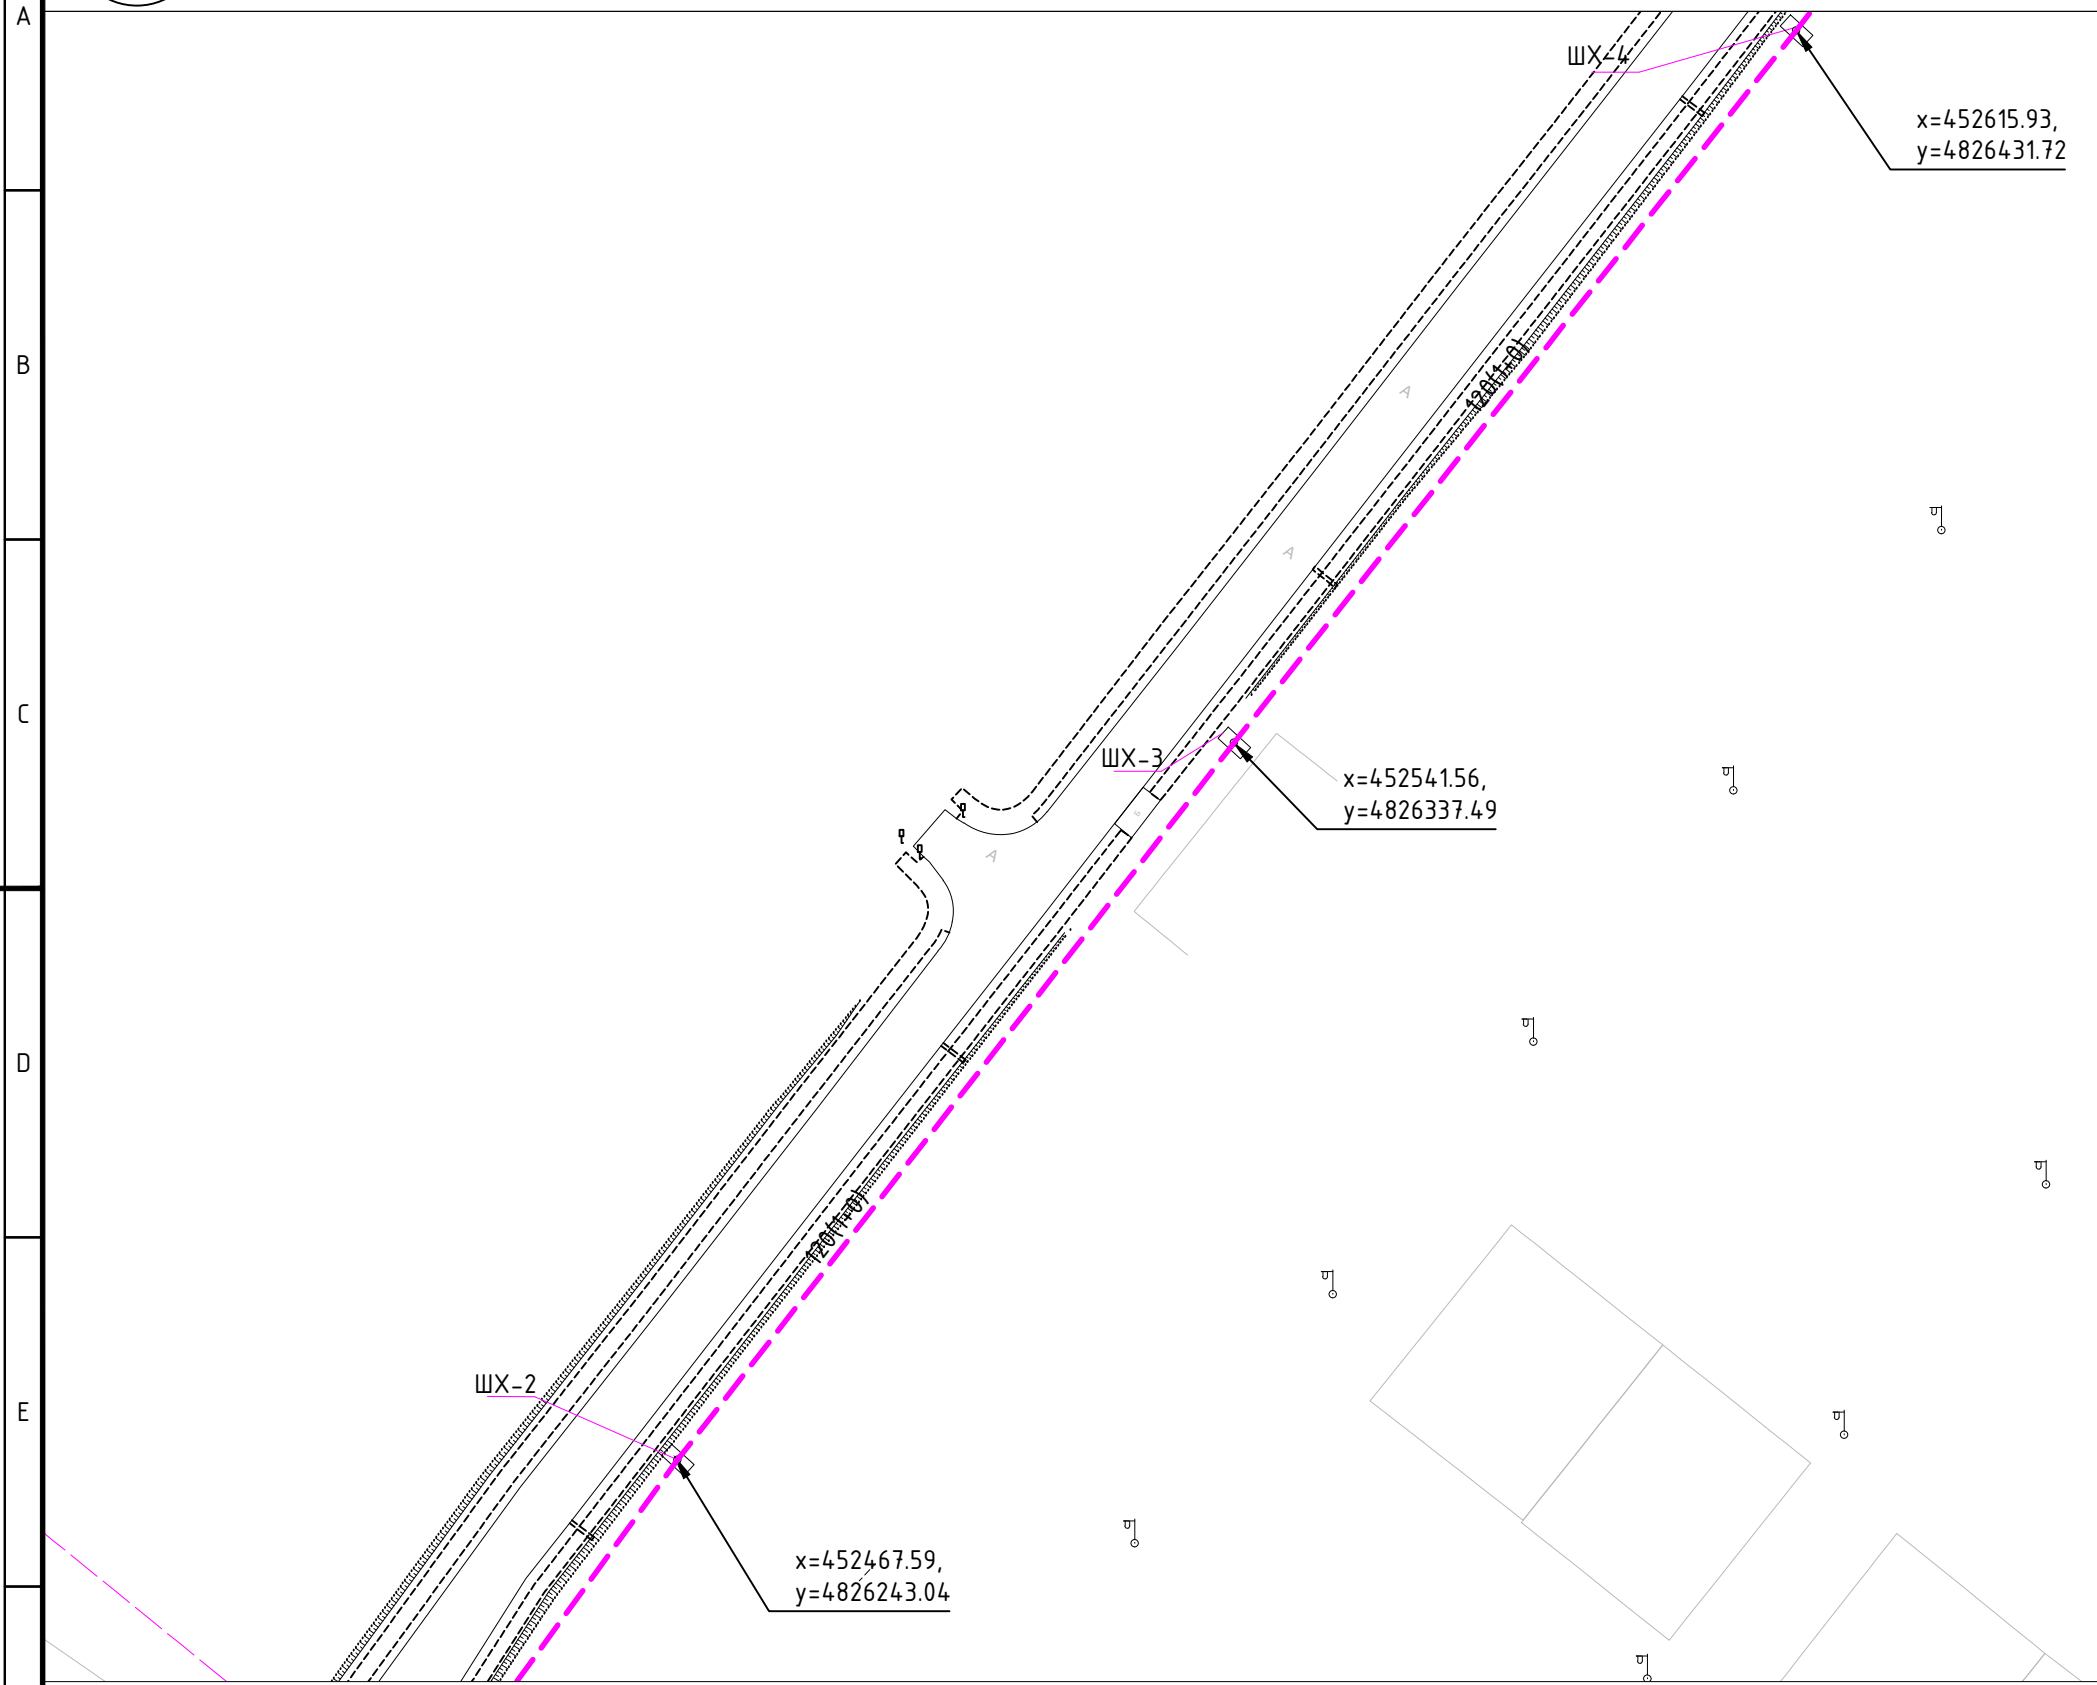 A
ШХ-4
x=452615.93,
y=4826431.72
B
120(1+0)
A
A
C
ШХ-3
x=452541.56,
y=4826337.49
A
D
120(1+0)
E
ШХ-2
x=452467.59,
y=4826243.04